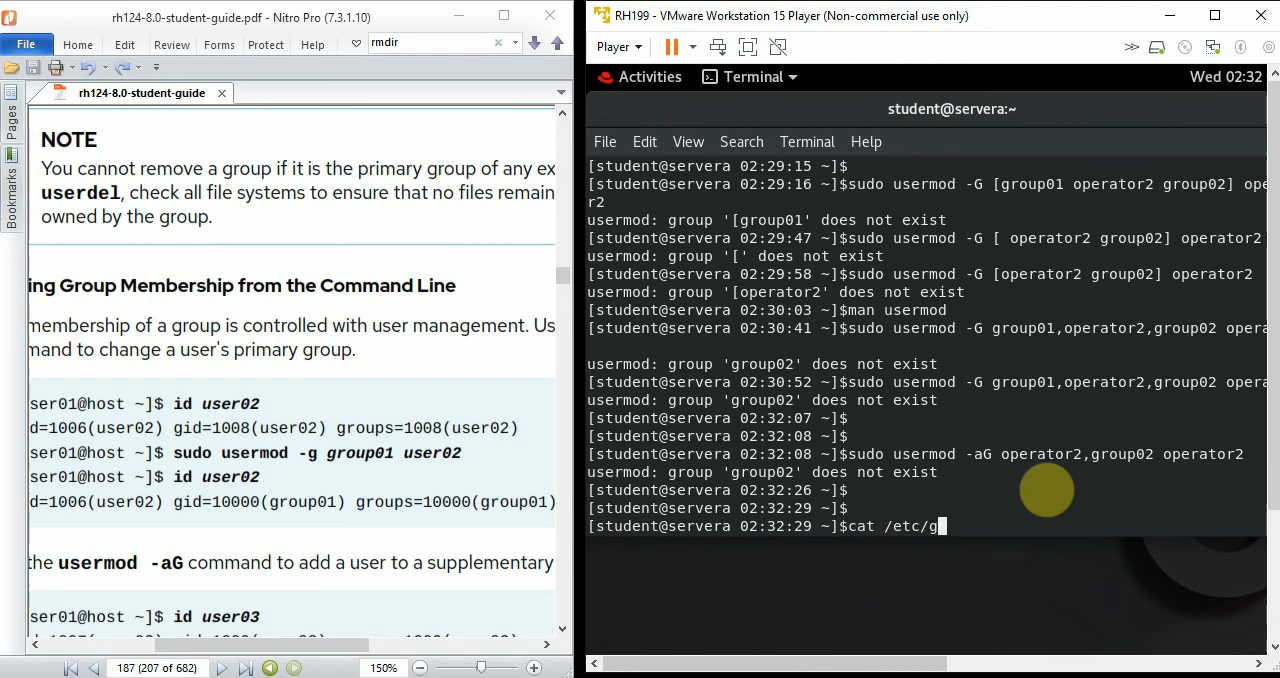 rh124-8.0-student-guide.pdf - Nitro Pro (7.3.1.10)
File Home Edit Review Forms Protect Help rmdir
rh124-8.0-student-guide
Pages
Bookmarks
NOTE
You cannot remove a group if it is the primary group of any ex
userdel, check all file systems to ensure that no files remain
owned by the group.
ing Group Membership from the Command Line
membership of a group is controlled with user management. Us
mand to change a user's primary group.
ser01@host ~]$ id user02
d=1006(user02) gid=1008(user02) groups=1008(user02)
ser01@host ~]$ sudo usermod -g group01 user02
ser01@host ~]$ id user02
d=1006(user02) gid=10000(group01) groups=10000(group01)
the usermod -aG command to add a user to a supplementary
ser01@host ~]$ id user03
187 (207 of 682)
150%
RH199 - VMware Workstation 15 Player (Non-commercial use only)
Player
Activities Terminal Wed 02:32
student@servera:~
File Edit View Search Terminal Help
[student@servera 02:29:15 ~]$
[student@servera 02:29:16 ~]$sudo usermod -G [group01 operator2 group02] ope
r2
usermod: group '[group01' does not exist
[student@servera 02:29:47 ~]$sudo usermod -G [ operator2 group02] operator2
usermod: group '[' does not exist
[student@servera 02:29:58 ~]$sudo usermod -G [operator2 group02] operator2
usermod: group '[operator2' does not exist
[student@servera 02:30:03 ~]$man usermod
[student@servera 02:30:41 ~]$sudo usermod -G group01,operator2,group02 opera
usermod: group 'group02' does not exist
[student@servera 02:30:52 ~]$sudo usermod -G group01,operator2,group02 opera
usermod: group 'group02' does not exist
[student@servera 02:32:07 ~]$
[student@servera 02:32:08 ~]$
[student@servera 02:32:08 ~]$sudo usermod -aG operator2,group02 operator2
usermod: group 'group02' does not exist
[student@servera 02:32:26 ~]$
[student@servera 02:32:29 ~]$
[student@servera 02:32:29 ~]$cat /etc/g